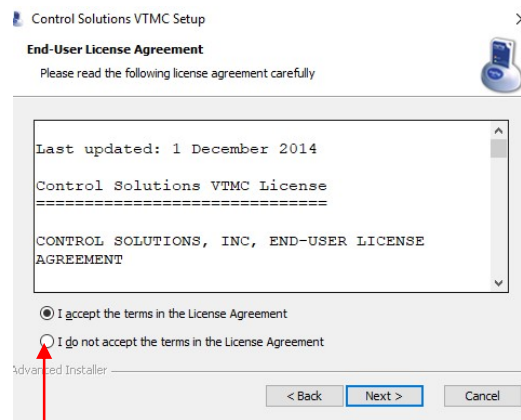 Control Solutions VTMC Setup
End-User License Agreement
Please read the following license agreement carefully
Last updated: 1 December 2014
Control Solutions VTMC License
==============================
CONTROL SOLUTIONS, INC, END-USER LICENSE
AGREEMENT
I accept the terms in the License Agreement
I do not accept the terms in the License Agreement
Advanced Installer
< Back Next > Cancel